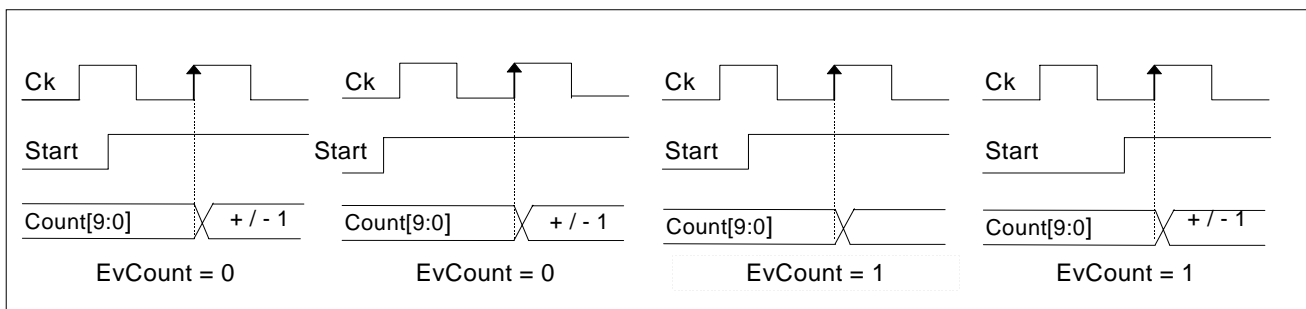 Ck
Ck
Ck
Ck
Start
Start
Start
Start
Count[9:0] + / - 1
Count[9:0] + / - 1
Count[9:0]
Count[9:0] + / - 1
EvCount = 0
EvCount = 0
EvCount = 1
EvCount = 1